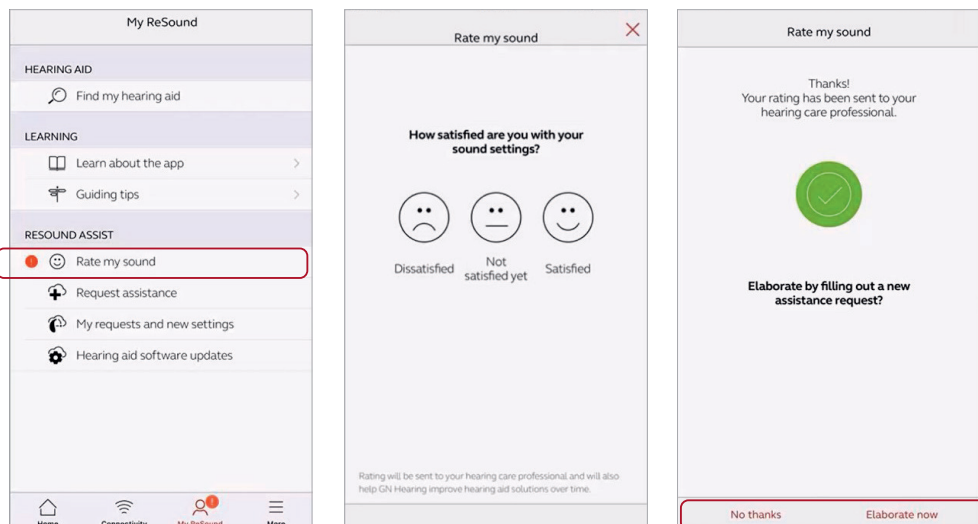 My ReSound
HEARING AID
Find my hearing aid
LEARNING
Learn about the app
Guiding tips
RESOUND ASSIST
! Rate my sound
Request assistance
My requests and new settings
Hearing aid software updates
Home Connectivity My ReSound ! More
Rate my sound
How satisfied are you with your
sound settings?
Dissatisfied
Not
satisfied yet
Satisfied
Rating will be sent to your hearing care professional and will also
help GN Hearing improve hearing aid solutions over time.
Rate my sound
Thanks!
Your rating has been sent to your
hearing care professional.
Elaborate by filling out a new
assistance request?
No thanks Elaborate now